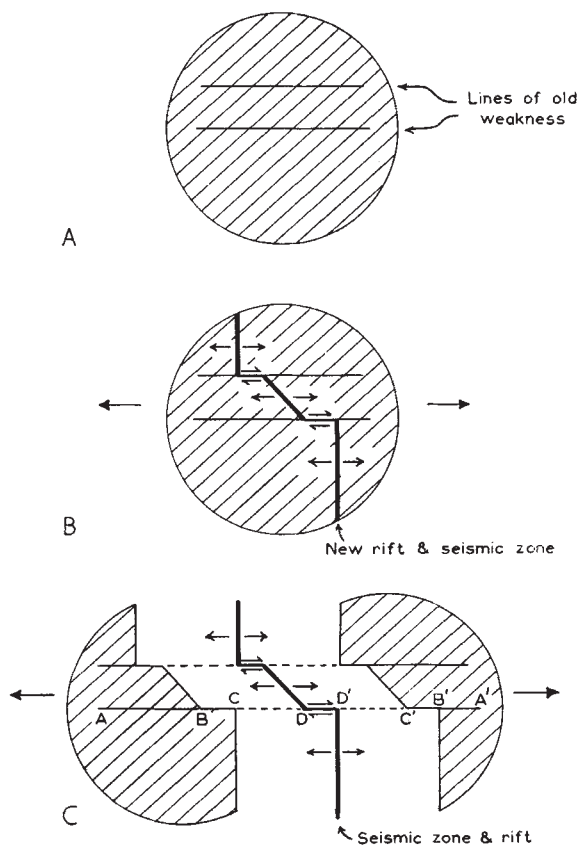 Lines of old
weakness
A
B
New rift & seismic zone
A B' C D D' C' B' A'
C
Seismic zone & rift